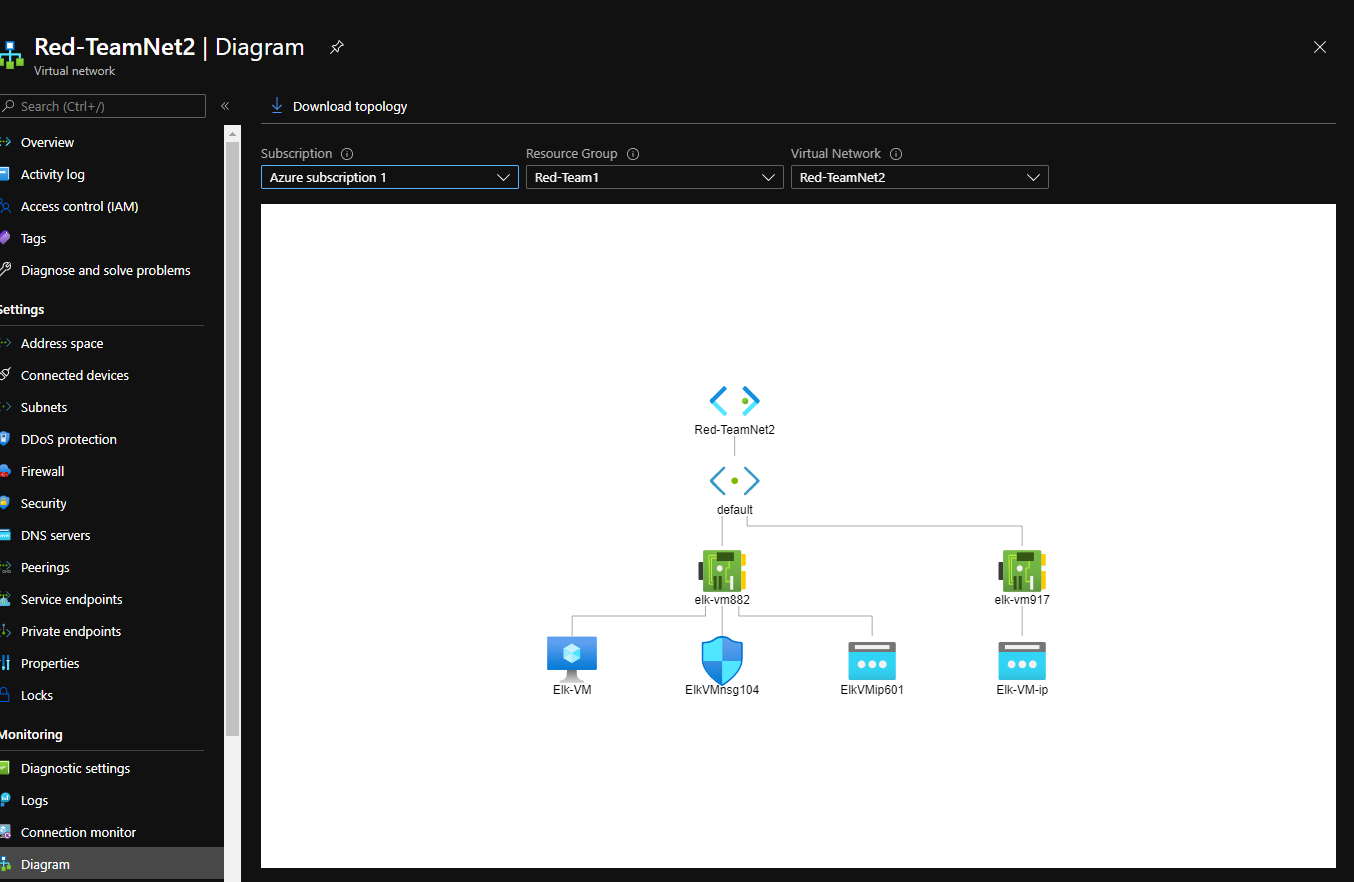 Red-TeamNet2 | Diagram
Virtual network
Search (Ctrl+/)
«
Overview
Activity log
Access control (IAM)
Tags
Diagnose and solve problems
Settings
Address space
Connected devices
Subnets
DDoS protection
Firewall
Security
DNS servers
Peerings
Service endpoints
Private endpoints
Properties
Locks
Monitoring
Diagnostic settings
Logs
Connection monitor
Diagram
Download topology
Subscription
Azure subscription 1
Resource Group
Red-Team1
Virtual Network
Red-TeamNet2
Red-TeamNet2
default
elk-vm882
elk-vm917
Elk-VM
ElkVMnsg104
ElkVMip601
Elk-VM-ip